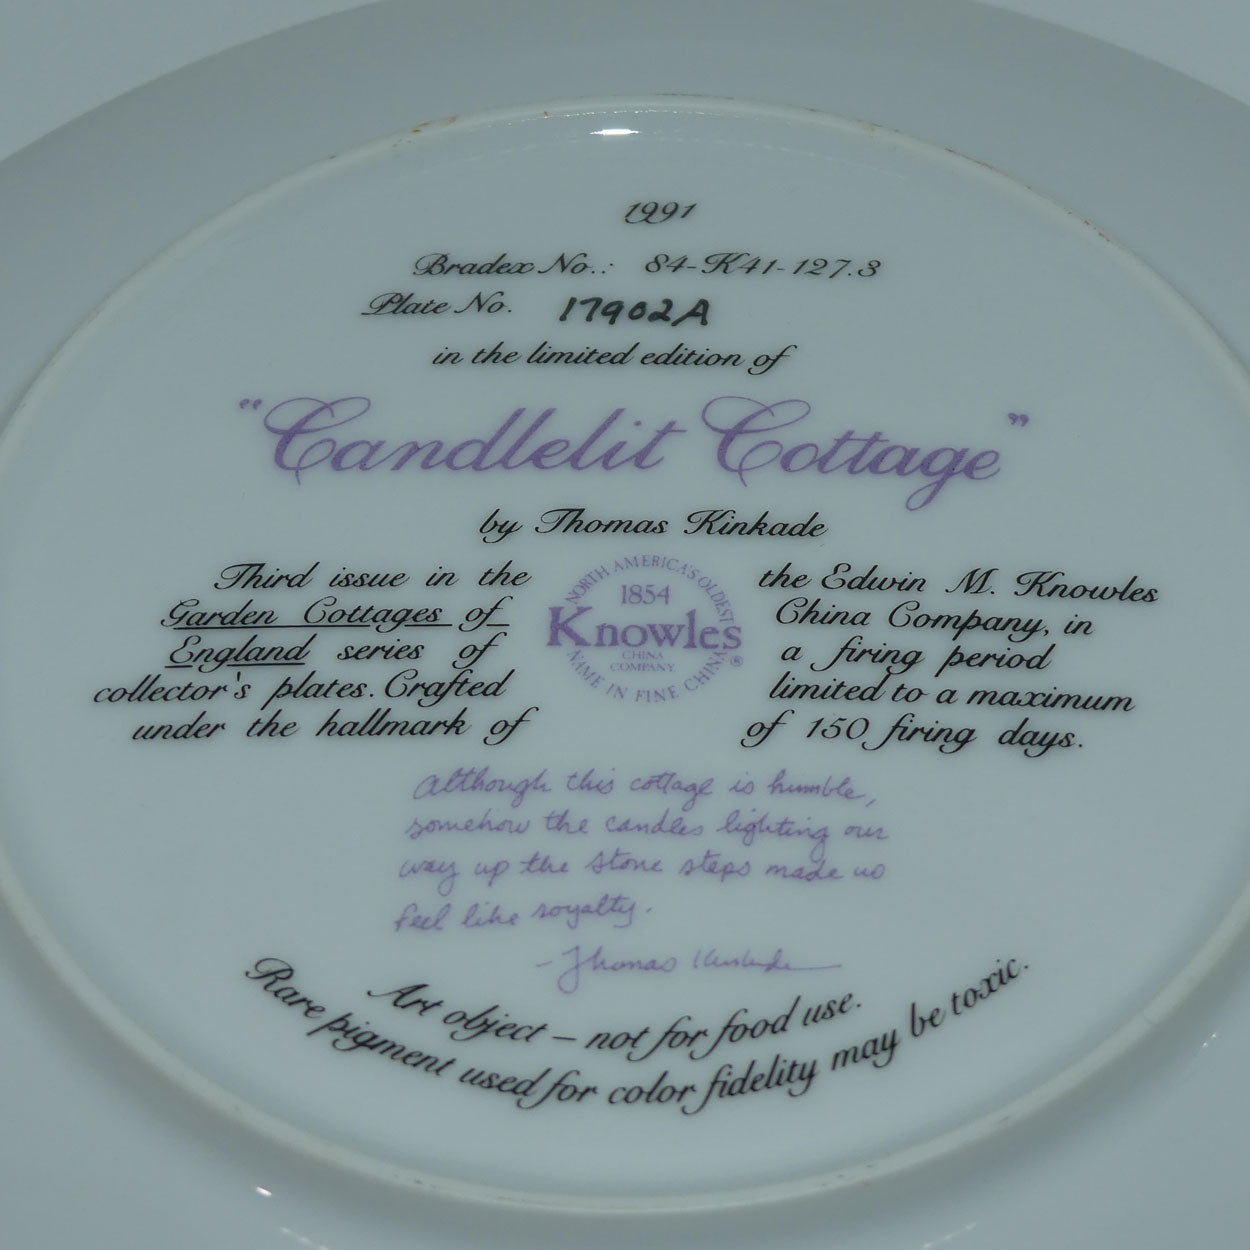 1991
Bradex No.: 84-K41-127.3
Plate No. 17902A
in the limited edition of
"Candlelit Cottage"
by Thomas Kinkade
Third issue in the
Garden Cottages of
England series of
collector's plates. Crafted
under the hallmark of
NORTH AMERICA'S OLDEST
1854
Knowles
CHINA
COMPANY
®
NAME IN FINE CHINA
the Edwin M. Knowles
China Company, in
a firing period
limited to a maximum
of 150 firing days.
Although this cottage is humble,
somehow the candles lighting our
way up the stone steps made us
feel like royalty.
- Thomas Kinkade
Art object – not for food use.
Rare pigment used for color fidelity may be toxic.